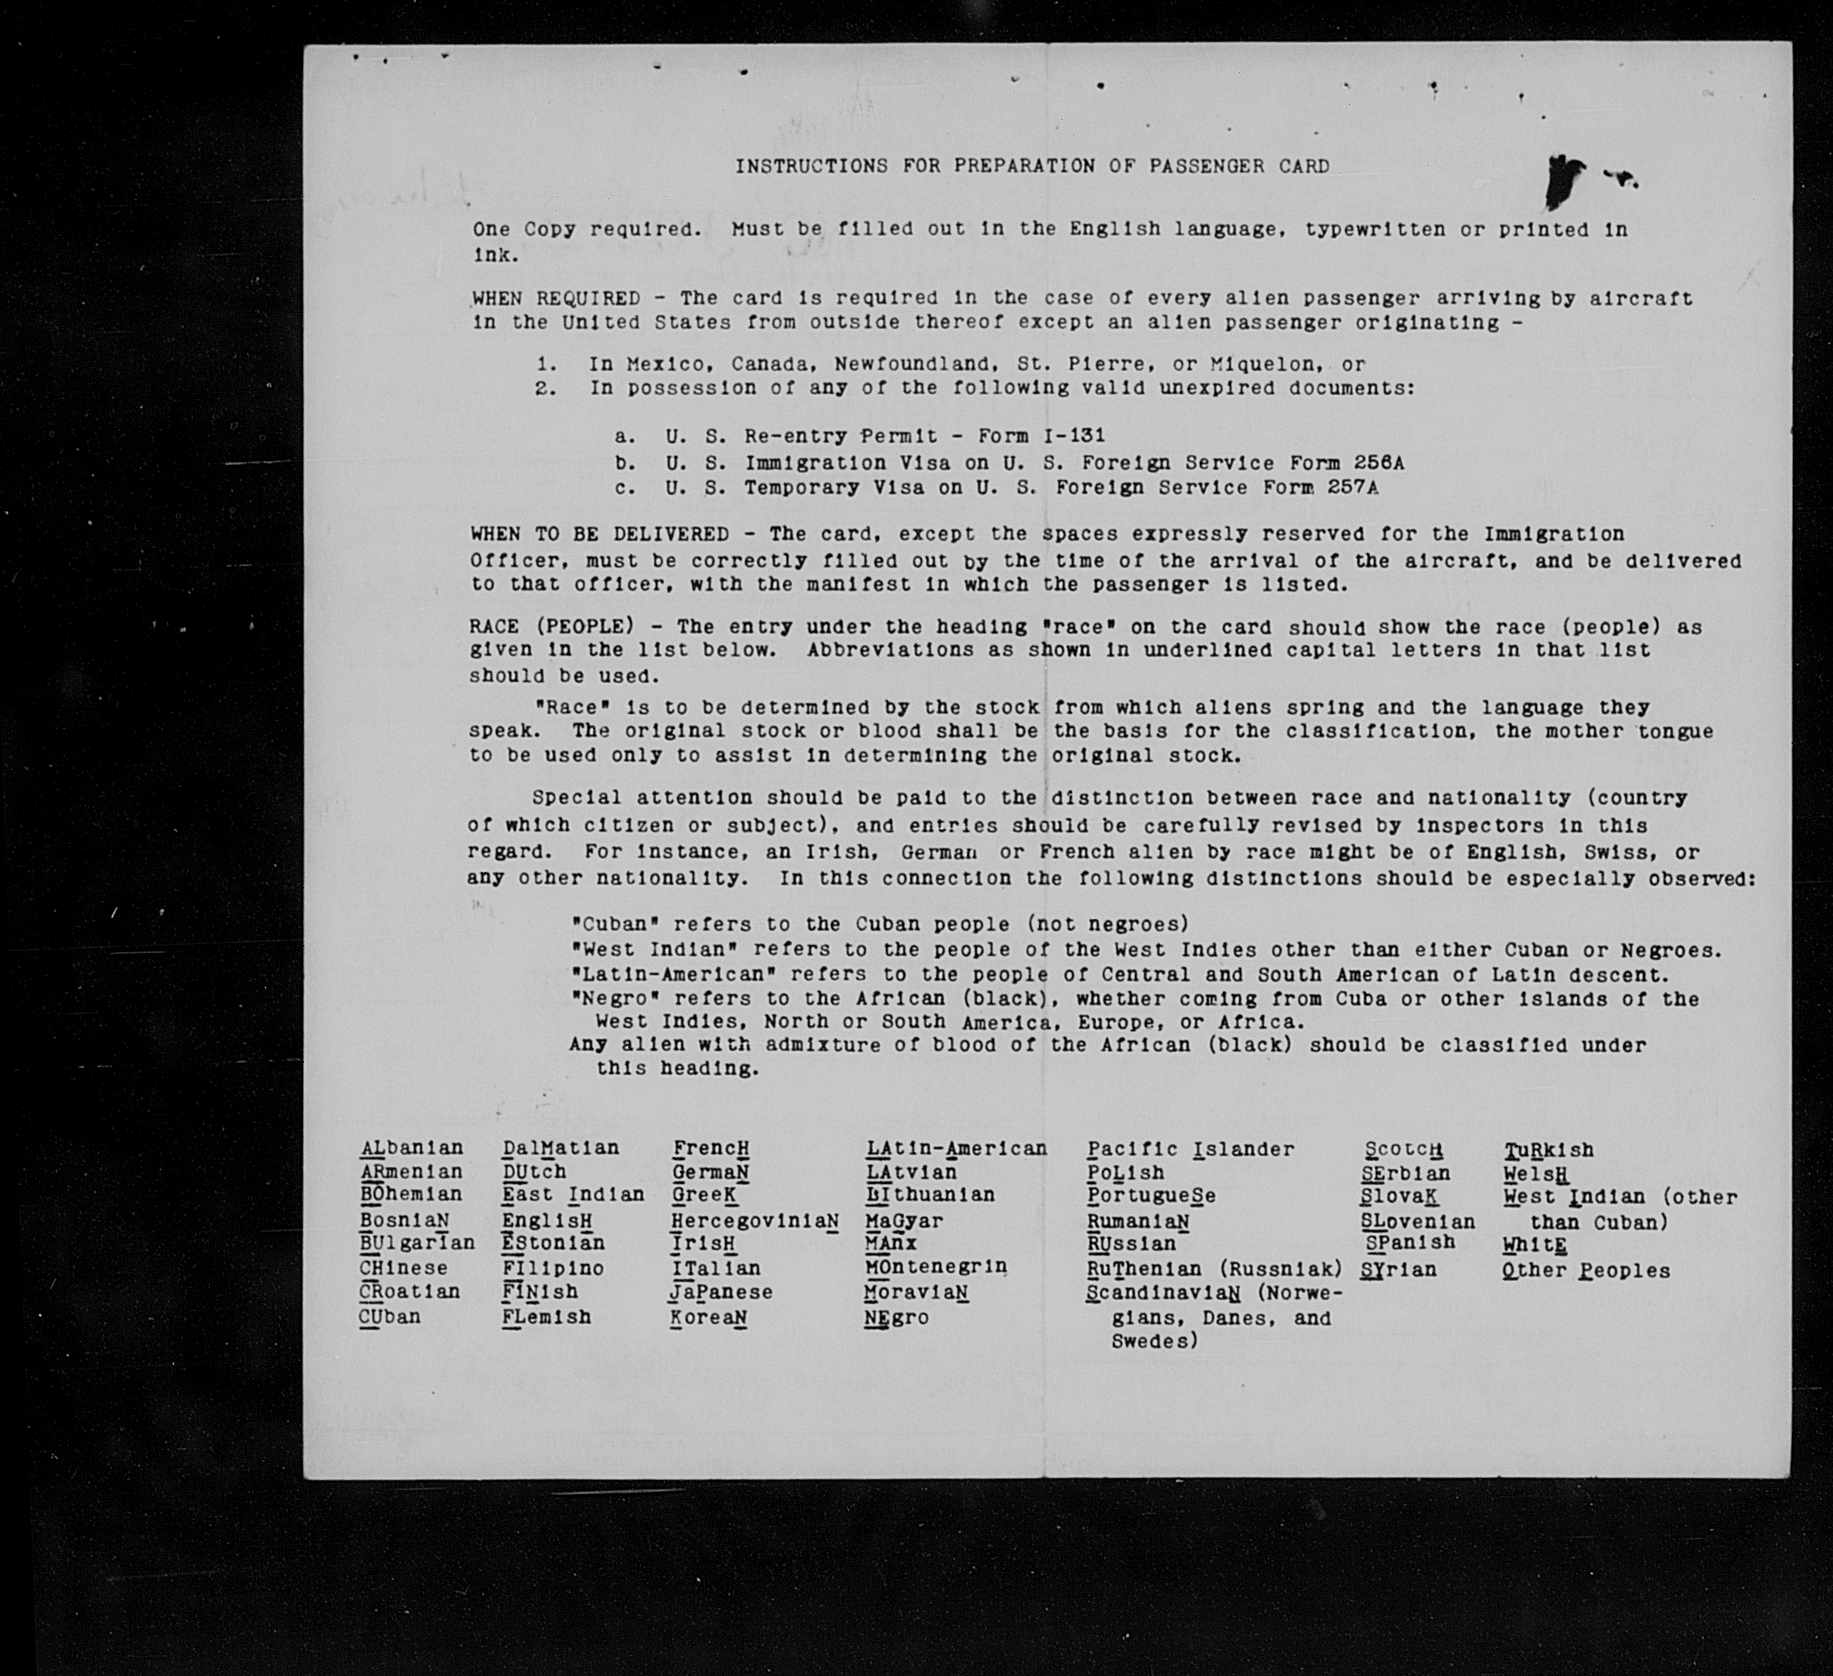 INSTRUCTIONS FOR PREPARATION OF PASSENGER CARD
One Copy required. Must be filled out in the English language, typewritten or printed in
ink.
WHEN REQUIRED - The card is required in the case of every alien passenger arriving by aircraft
in the United States from outside thereof except an alien passenger originating -
1. In Mexico, Canada, Newfoundland, St. Pierre, or Miquelon, or
2. In possession of any of the following valid unexpired documents:
a. U. S. Re-entry Permit - Form I-131
b. U. S. Immigration Visa on U. S. Foreign Service Form 256A
c. U. S. Temporary Visa on U. S. Foreign Service Form 257A
WHEN TO BE DELIVERED - The card, except the spaces expressly reserved for the Immigration
Officer, must be correctly filled out by the time of the arrival of the aircraft, and be delivered
to that officer, with the manifest in which the passenger is listed.
RACE (PEOPLE) - The entry under the heading "race" on the card should show the race (people) as
given in the list below. Abbreviations as shown in underlined capital letters in that list
should be used.
"Race" is to be determined by the stock from which aliens spring and the language they
speak. The original stock or blood shall be the basis for the classification, the mother tongue
to be used only to assist in determining the original stock.
Special attention should be paid to the distinction between race and nationality (country
of which citizen or subject), and entries should be carefully revised by inspectors in this
regard. For instance, an Irish, German or French alien by race might be of English, Swiss, or
any other nationality. In this connection the following distinctions should be especially observed:
"Cuban" refers to the Cuban people (not negroes)
"West Indian" refers to the people of the West Indies other than either Cuban or Negroes.
"Latin-American" refers to the people of Central and South American of Latin descent.
"Negro" refers to the African (black), whether coming from Cuba or other islands of the
West Indies, North or South America, Europe, or Africa.
Any alien with admixture of blood of the African (black) should be classified under
this heading.
ALbanian DalMatian FrencH LAtin-American Pacific Islander ScotcH TuRkish
ARmenian DUtch GermaN LAtvian PoLish SErbian WelsH
BOhemian East Indian GreeK LIthuanian PortugueSe SlovaK West Indian (other
BosniaN EnglisH HercegoviniaN MaGyar RumaniaN SLovenian than Cuban)
BUlgarian EStonian IrisH MAnx RUssian SPanish WhitE
CHinese FIlipino ITalian MOntenegrin RuThenian (Russniak) SYrian Other Peoples
CRoatian FiNish JaPanese MoraviaN ScandinaviaN (Norwe-
CUban FLemish KoreaN NEgro gians, Danes, and
Swedes)